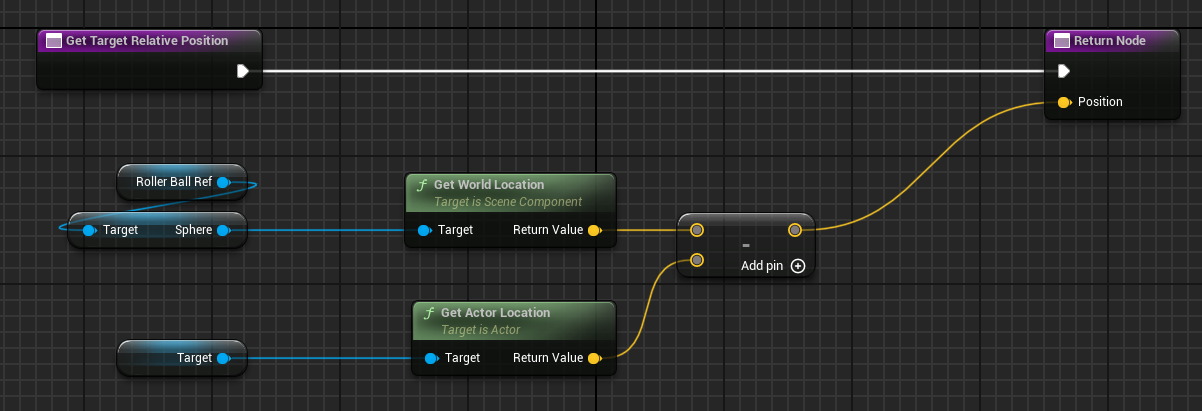 Get Target Relative Position
Return Node
Position
Roller Ball Ref
Target Sphere
Get World Location
Target is Scene Component
Target Return Value
-
Add pin
Get Actor Location
Target is Actor
Target
Target Return Value